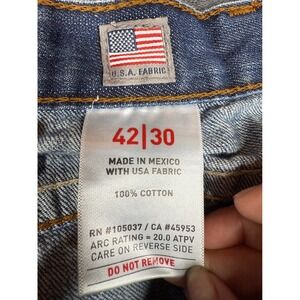 U.S.A. FABRIC
42|30
MADE IN MEXICO
WITH USA FABRIC
100% COTTON
RN #105037 / CA #45953
ARC RATING = 20.0 ATPV
CARE ON REVERSE SIDE
DO NOT REMOVE